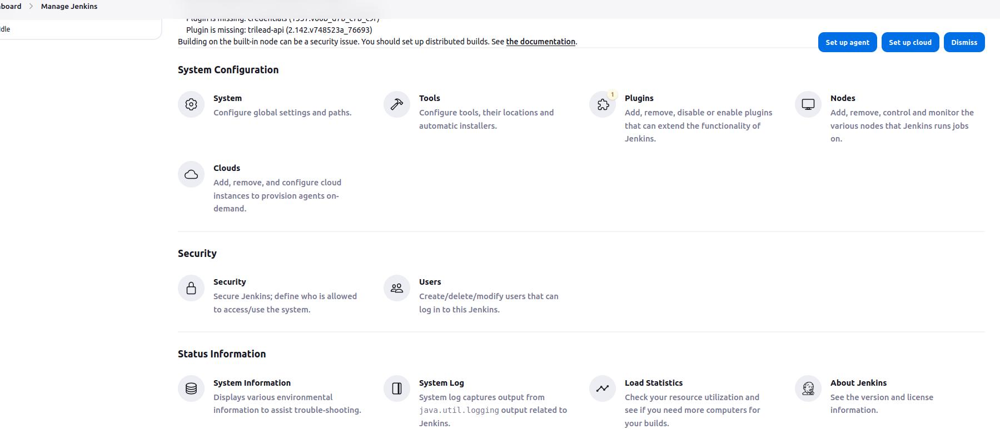 board > Manage Jenkins
Idle
Plugin is missing: trilead-api (2.142.v748523a_76693)
Building on the built-in node can be a security issue. You should set up distributed builds. See the documentation.
Set up agent
Set up cloud
Dismiss
System Configuration
System
Configure global settings and paths.
Tools
Configure tools, their locations and
automatic installers.
1
Plugins
Add, remove, disable or enable plugins
that can extend the functionality of
Jenkins.
Nodes
Add, remove, control and monitor the
various nodes that Jenkins runs jobs
on.
Clouds
Add, remove, and configure cloud
instances to provision agents on-
demand.
Security
Security
Secure Jenkins; define who is allowed
to access/use the system.
Users
Create/delete/modify users that can
log in to this Jenkins.
Status Information
System Information
Displays various environmental
information to assist trouble-shooting.
System Log
System log captures output from
java.util.logging output related to
Jenkins.
Load Statistics
Check your resource utilization and
see if you need more computers for
your builds.
About Jenkins
See the version and license
information.